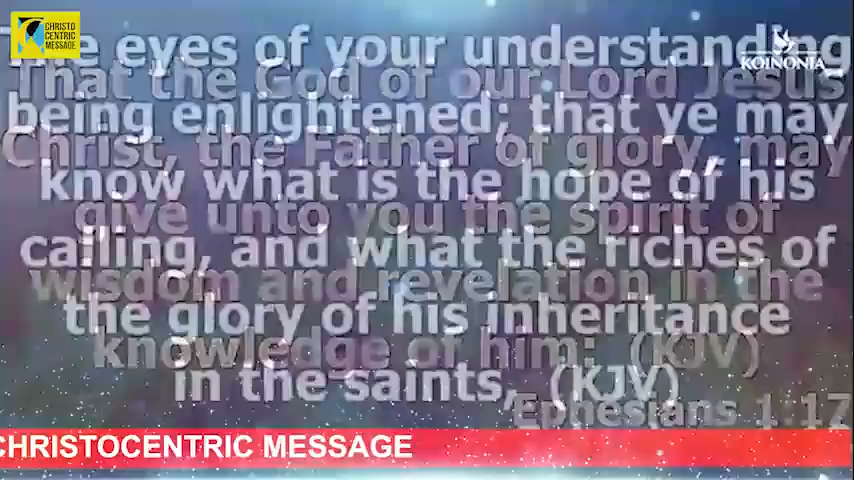 CHRISTO
CENTRIC
MESSAGE
KOINONIA
The eyes of your understanding
being enlightened; that ye may
know what is the hope of his
calling, and what the riches of
the glory of his inheritance
in the saints, (KJV)
That the God of our Lord Jesus
Christ, the Father of glory, may
give unto you the spirit of
wisdom and revelation in the
knowledge of him: (KJV)
Ephesians 1:17
CHRISTOCENTRIC MESSAGE